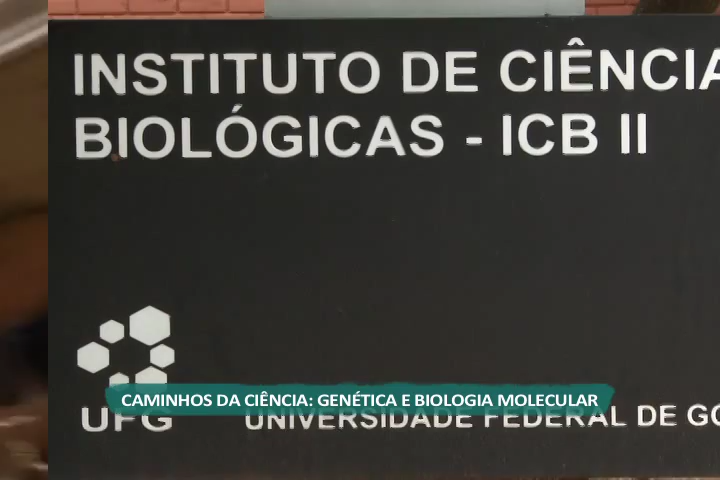 INSTITUTO DE CIÊNCIA
BIOLÓGICAS - ICB II
CAMINHOS DA CIÊNCIA: GENÉTICA E BIOLOGIA MOLECULAR
UFG UNIVERSIDADE FEDERAL DE GO